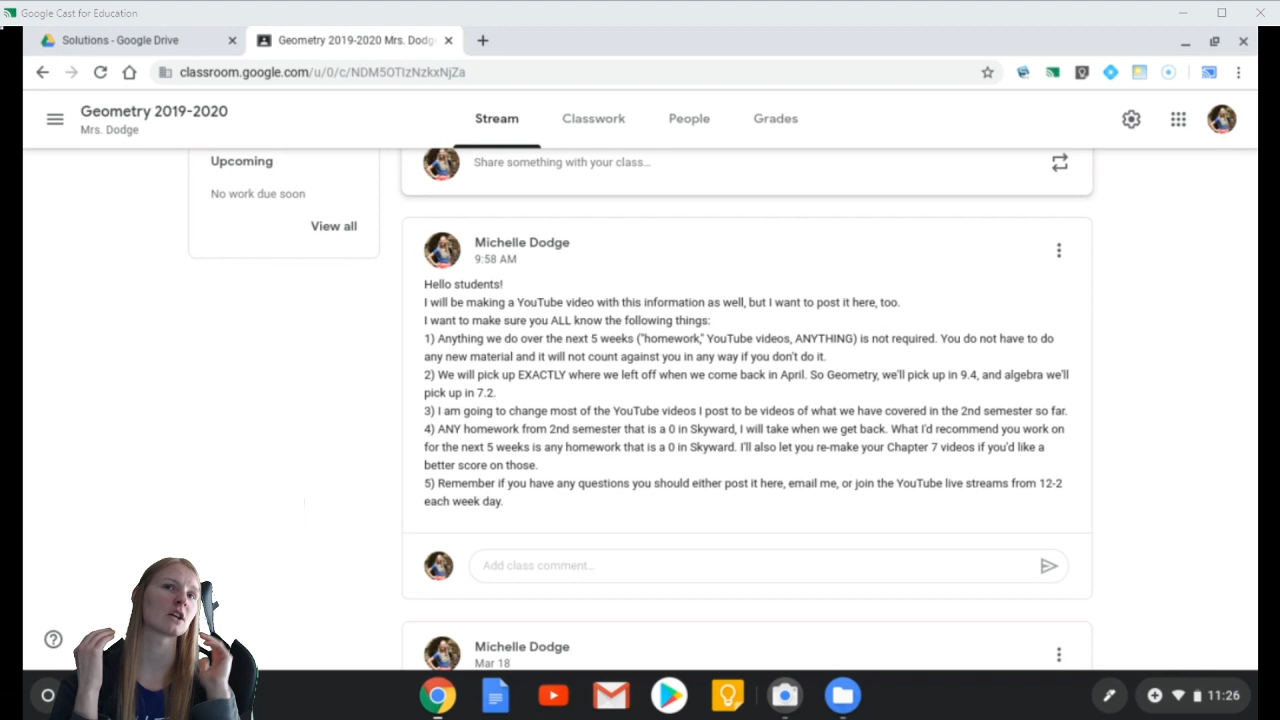 Google Cast for Education
Solutions - Google Drive
Geometry 2019-2020 Mrs. Dodg
classroom.google.com/u/0/c/NDM5OTIzNzkxNjZa
Geometry 2019-2020
Mrs. Dodge
Stream
Classwork
People
Grades
Upcoming
No work due soon
View all
Share something with your class...
Michelle Dodge
9:58 AM
Hello students!
I will be making a YouTube video with this information as well, but I want to post it here, too.
I want to make sure you ALL know the following things:
1) Anything we do over the next 5 weeks ("homework," YouTube videos, ANYTHING) is not required. You do not have to do
any new material and it will not count against you in any way if you don't do it.
2) We will pick up EXACTLY where we left off when we come back in April. So Geometry, we'll pick up in 9.4, and algebra we'll
pick up in 7.2.
3) I am going to change most of the YouTube videos I post to be videos of what we have covered in the 2nd semester so far.
4) ANY homework from 2nd semester that is a 0 in Skyward, I will take when we get back. What I'd recommend you work on
for the next 5 weeks is any homework that is a 0 in Skyward. I'll also let you re-make your Chapter 7 videos if you'd like a
better score on those.
5) Remember if you have any questions you should either post it here, email me, or join the YouTube live streams from 12-2
each week day.
Add class comment...
Michelle Dodge
Mar 18
11:26